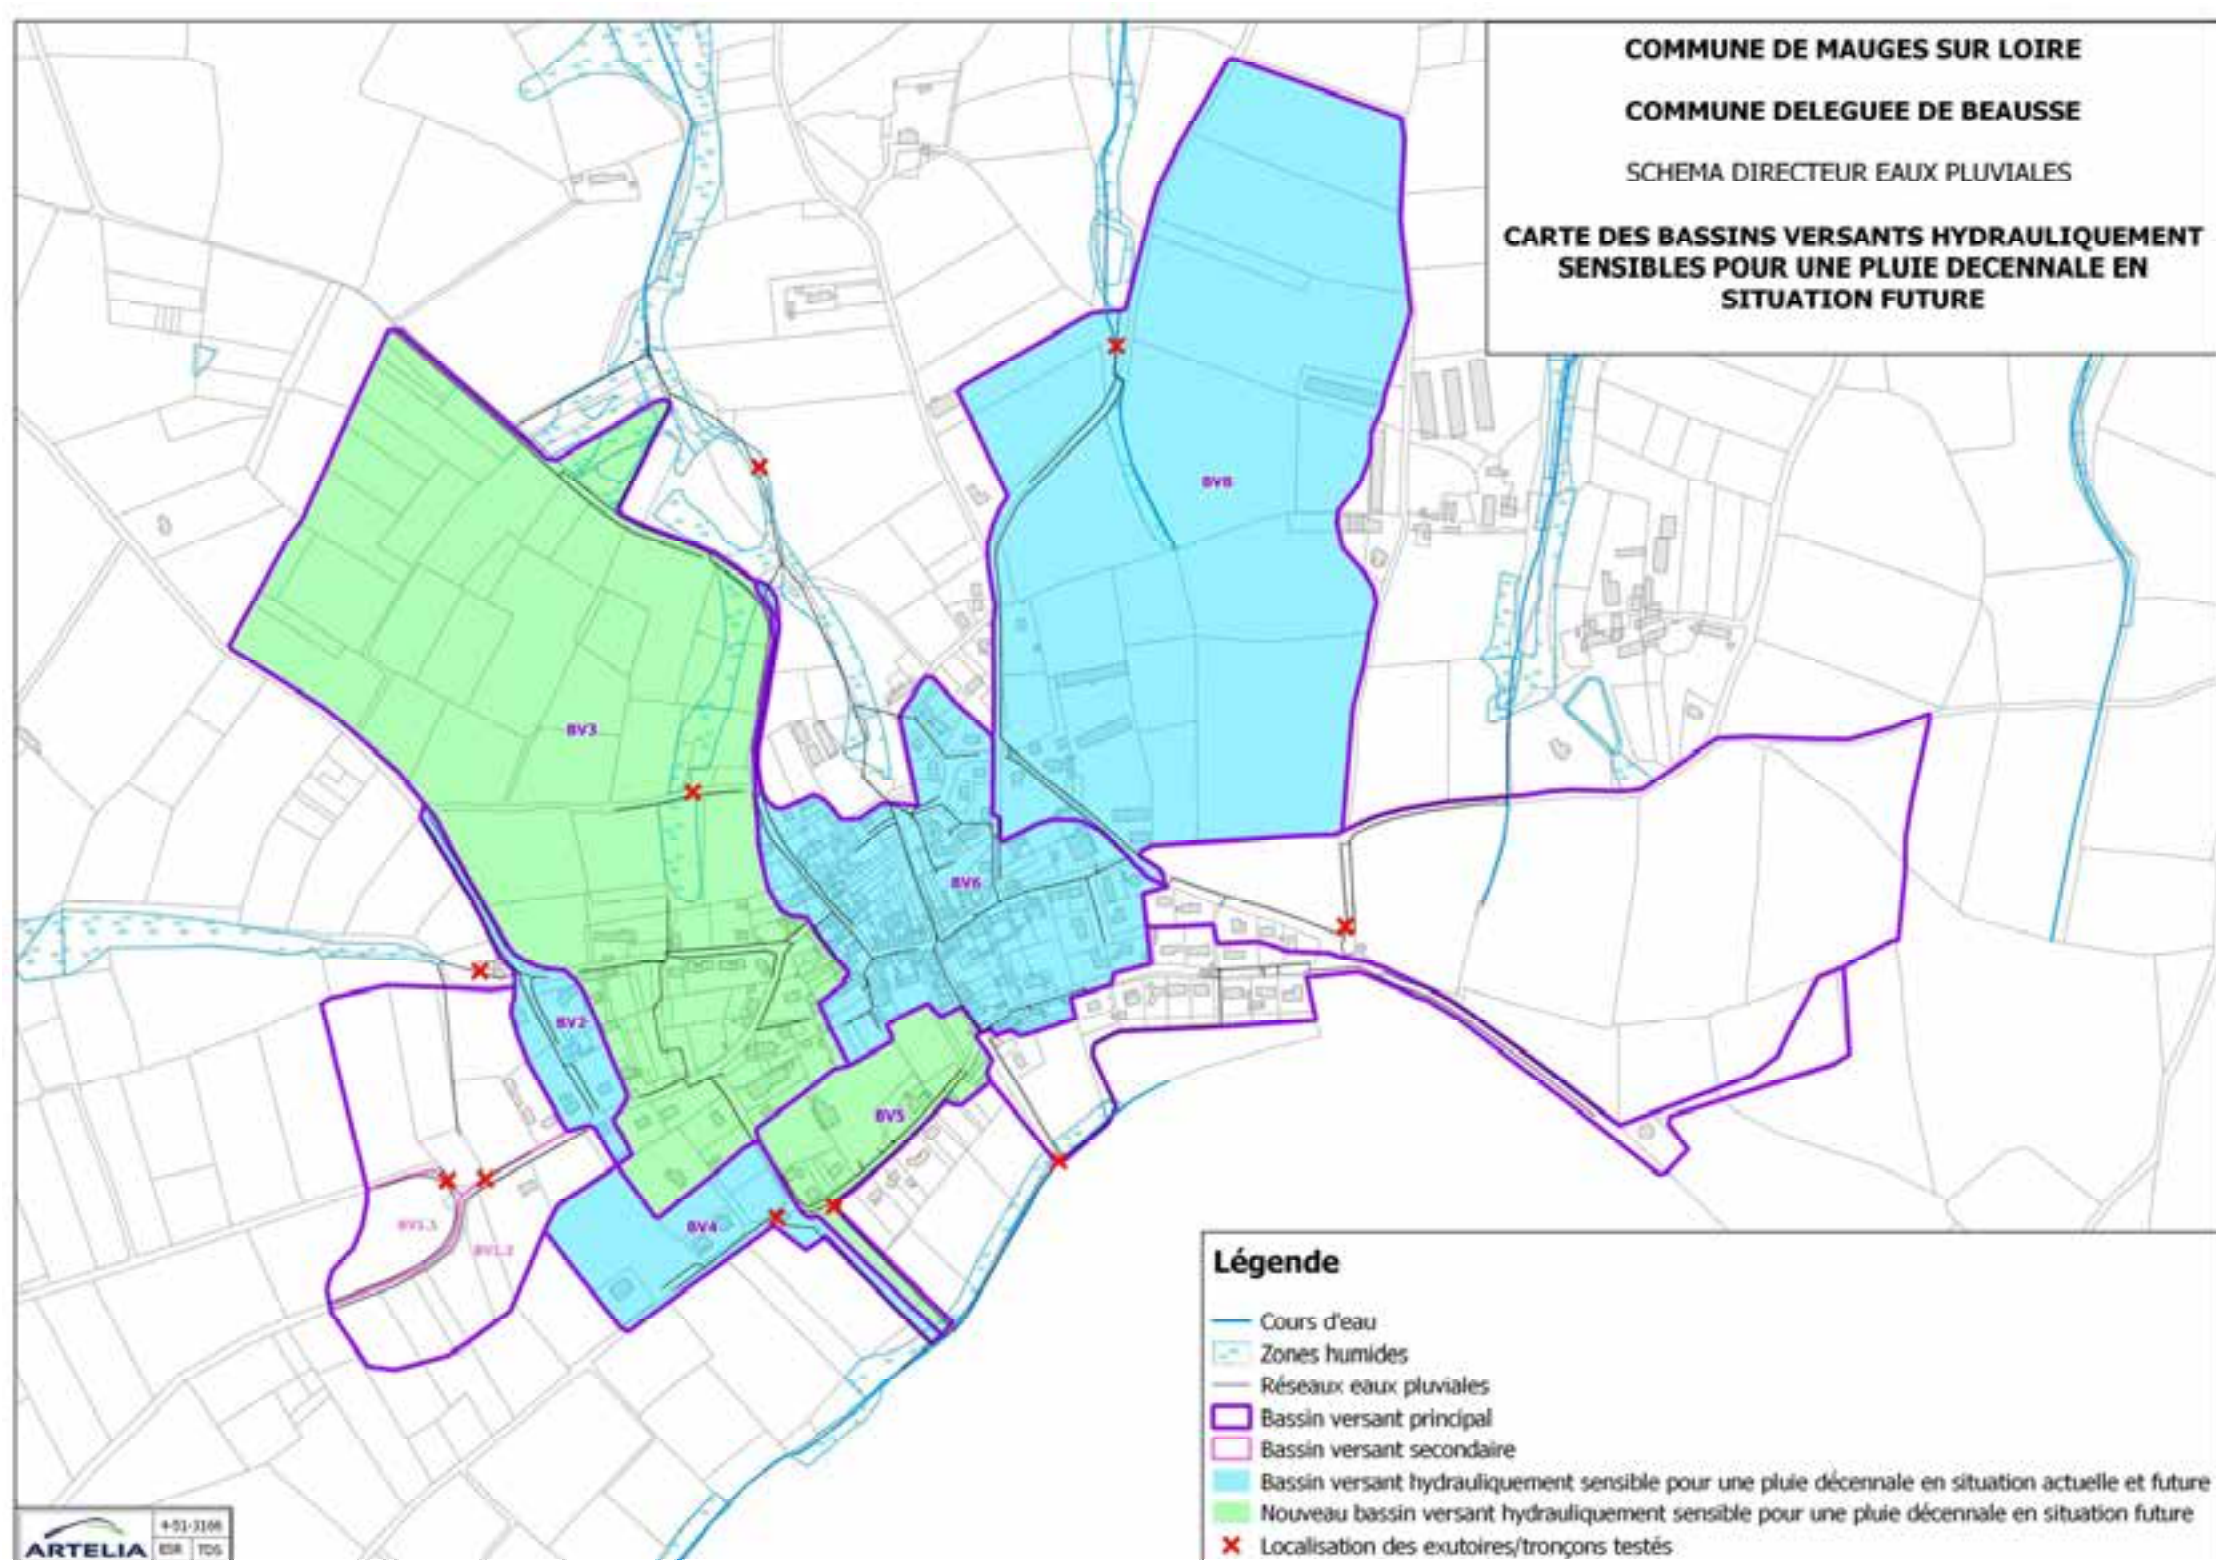 COMMUNE DE MAUGES SUR LOIRE
COMMUNE DELEGUEE DE BEAUSSE
SCHEMA DIRECTEUR EAUX PLUVIALES
CARTE DES BASSINS VERSANTS HYDRAULIQUEMENT
SENSIBLES POUR UNE PLUIE DECENNALE EN
SITUATION FUTURE
BV8
BV3
BV6
BV2
BV5
BV4
Légende
Cours d'eau
Zones humides
Réseaux eaux pluviales
Bassin versant principal
Bassin versant secondaire
Bassin versant hydrauliquement sensible pour une pluie décennale en situation actuelle et future
Nouveau bassin versant hydrauliquement sensible pour une pluie décennale en situation future
Localisation des exutoires/tronçons testés
ARTELIA